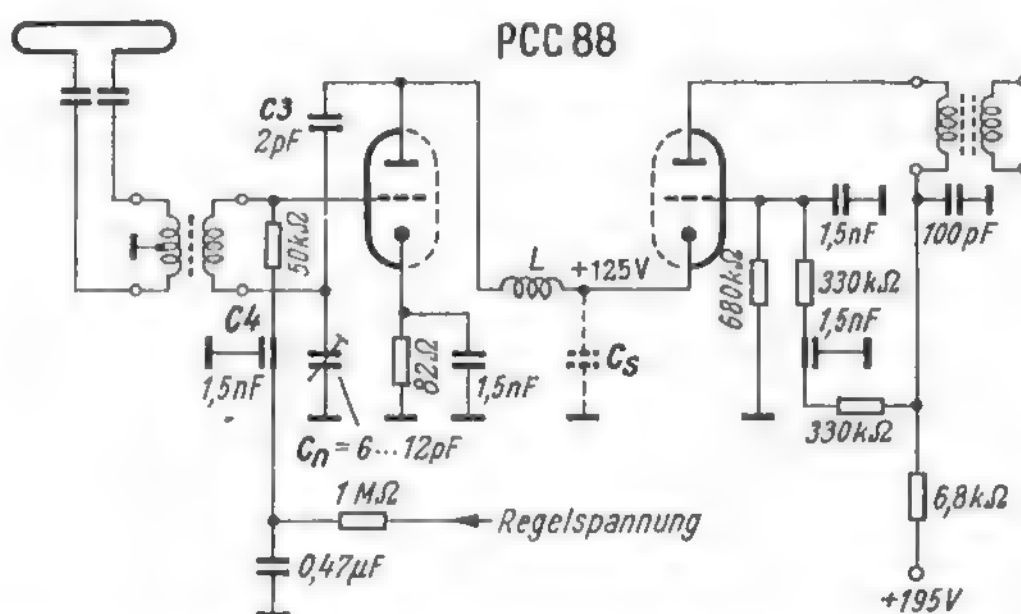 PCC 88
C3
2pF
50kΩ
C4
1,5nF
Cn = 6...12pF
82Ω
1,5nF
L
+125V
Cs
680kΩ
1,5nF
330kΩ
1,5nF
330kΩ
100pF
6,8kΩ
+195V
1 MΩ
Regelspannung
0,47µF